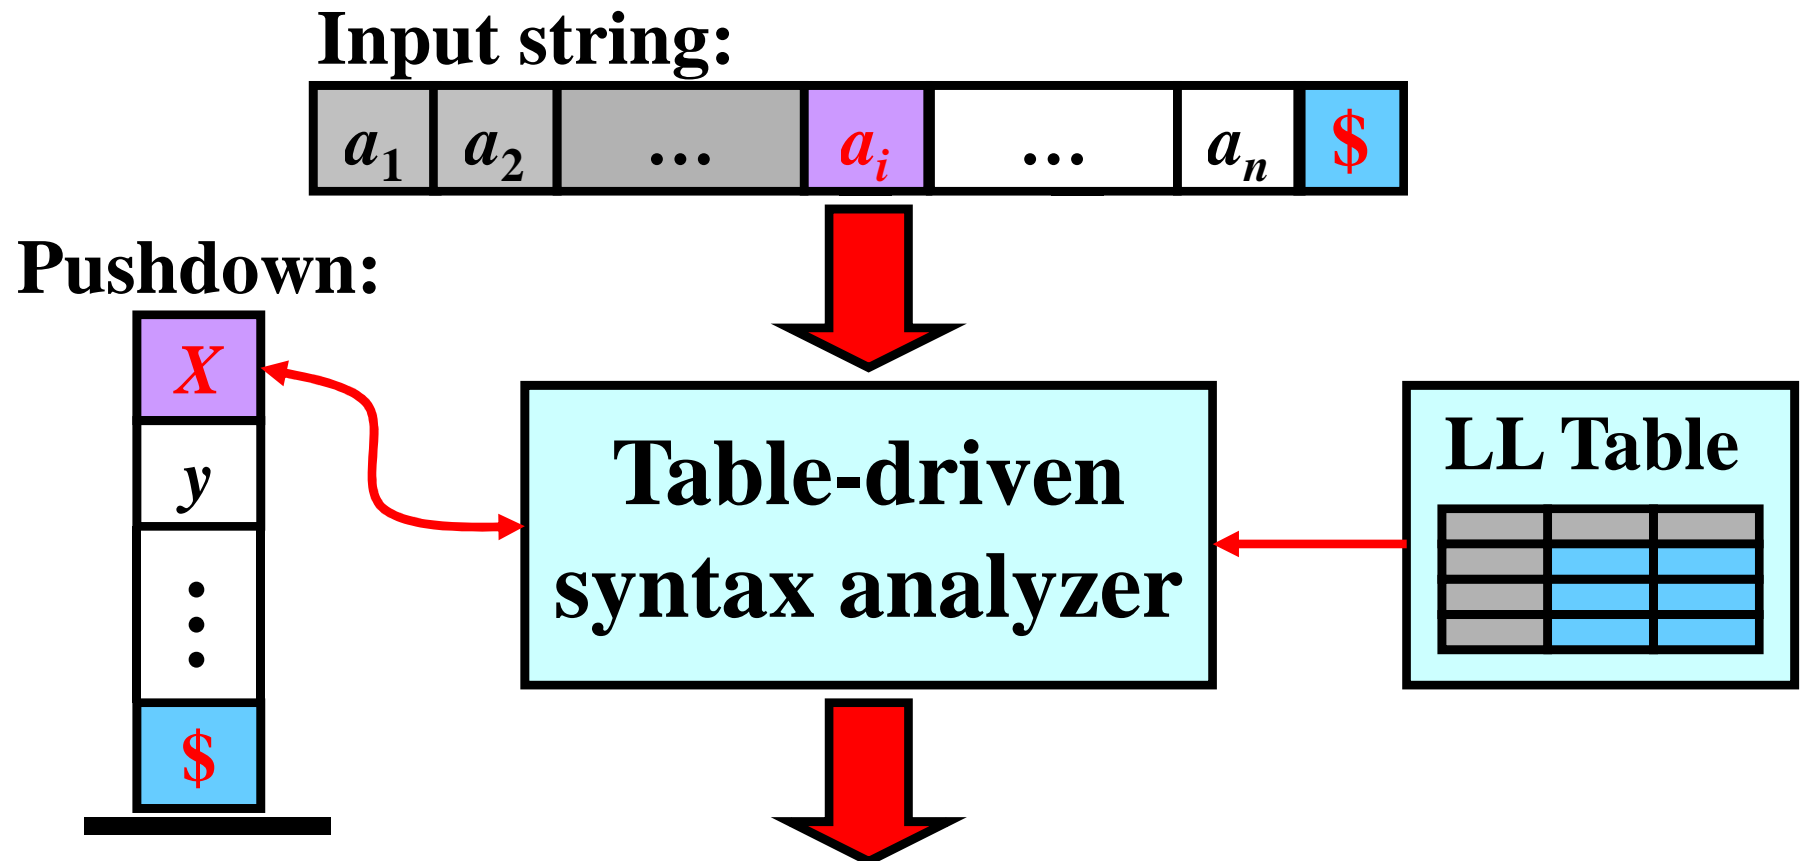 Input string:
a1 a2 ... ai ... an $
Pushdown:
X
y
⋮
$
Table-driven
syntax analyzer
LL Table